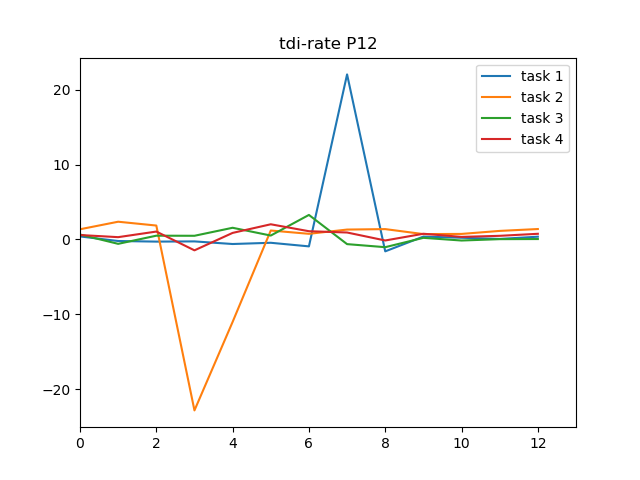 tdi-rate P12
task 1
task 2
task 3
task 4
20
10
0
−10
−20
0 2 4 6 8 10 12